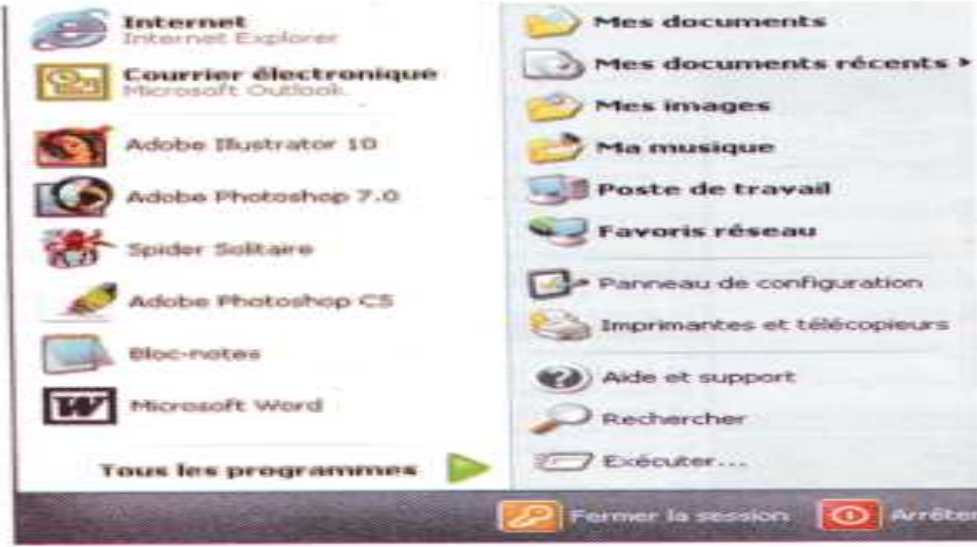 Internet
Internet Explorer
Courrier électronique
Microsoft Outlook
Adobe Illustrator 10
Adobe Photoshop 7.0
Spider Solitaire
Adobe Photoshop CS
Bloc-notes
Microsoft Word
Tous les programmes
Mes documents
Mes documents récents
Mes images
Ma musique
Poste de travail
Favoris réseau
Panneau de configuration
Imprimantes et télécopieurs
Aide et support
Rechercher
Exécuter...
Fermer la session
Arrêter